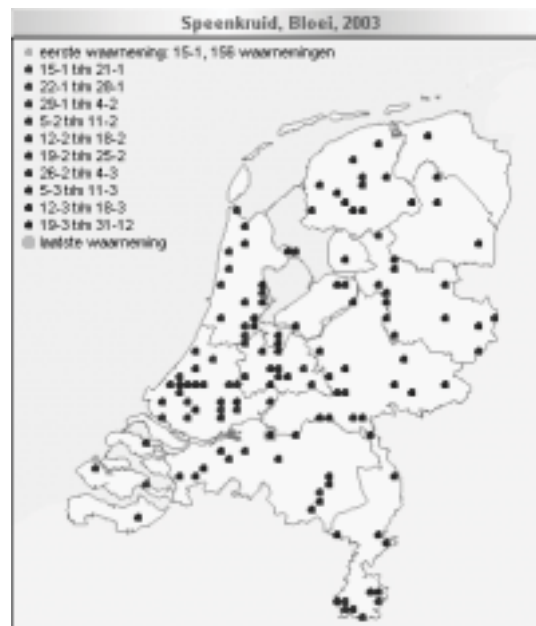 Speenkruid, Bloei, 2003
eerste waarneming: 15-1, 156 waarnemingen
15-1 t/m 21-1
22-1 t/m 28-1
29-1 t/m 4-2
5-2 t/m 11-2
12-2 t/m 18-2
19-2 t/m 25-2
26-2 t/m 4-3
5-3 t/m 11-3
12-3 t/m 18-3
19-3 t/m 31-12
laatste waarneming